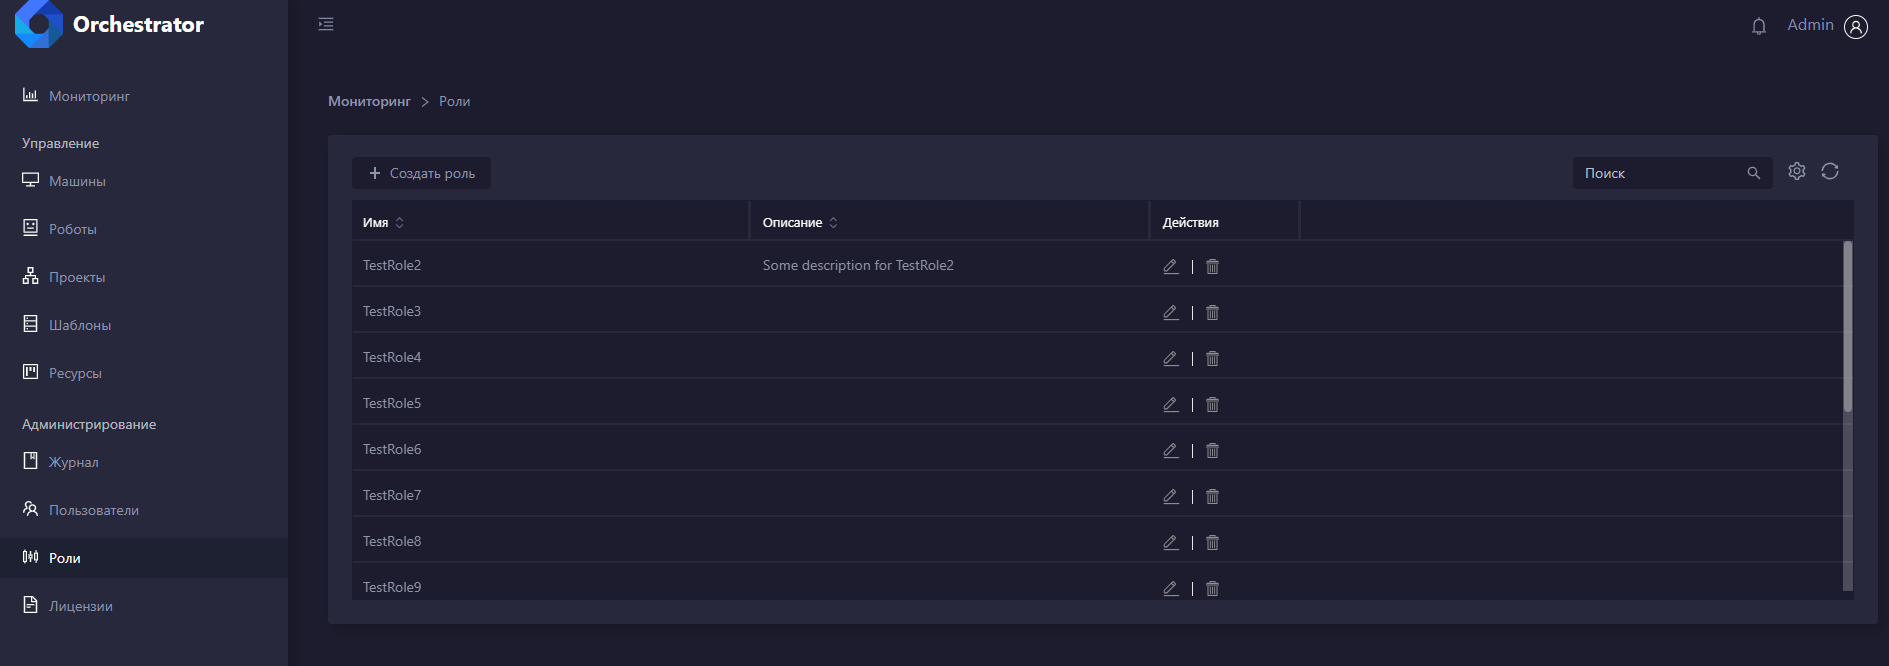 Orchestrator
Admin
Мониторинг
Управление
Машины
Роботы
Проекты
Шаблоны
Ресурсы
Администрирование
Журнал
Пользователи
Роли
Лицензии
Мониторинг > Роли
+ Создать роль
Поиск
Имя Описание Действия
TestRole2 Some description for TestRole2 |
TestRole3 |
TestRole4 |
TestRole5 |
TestRole6 |
TestRole7 |
TestRole8 |
TestRole9 |